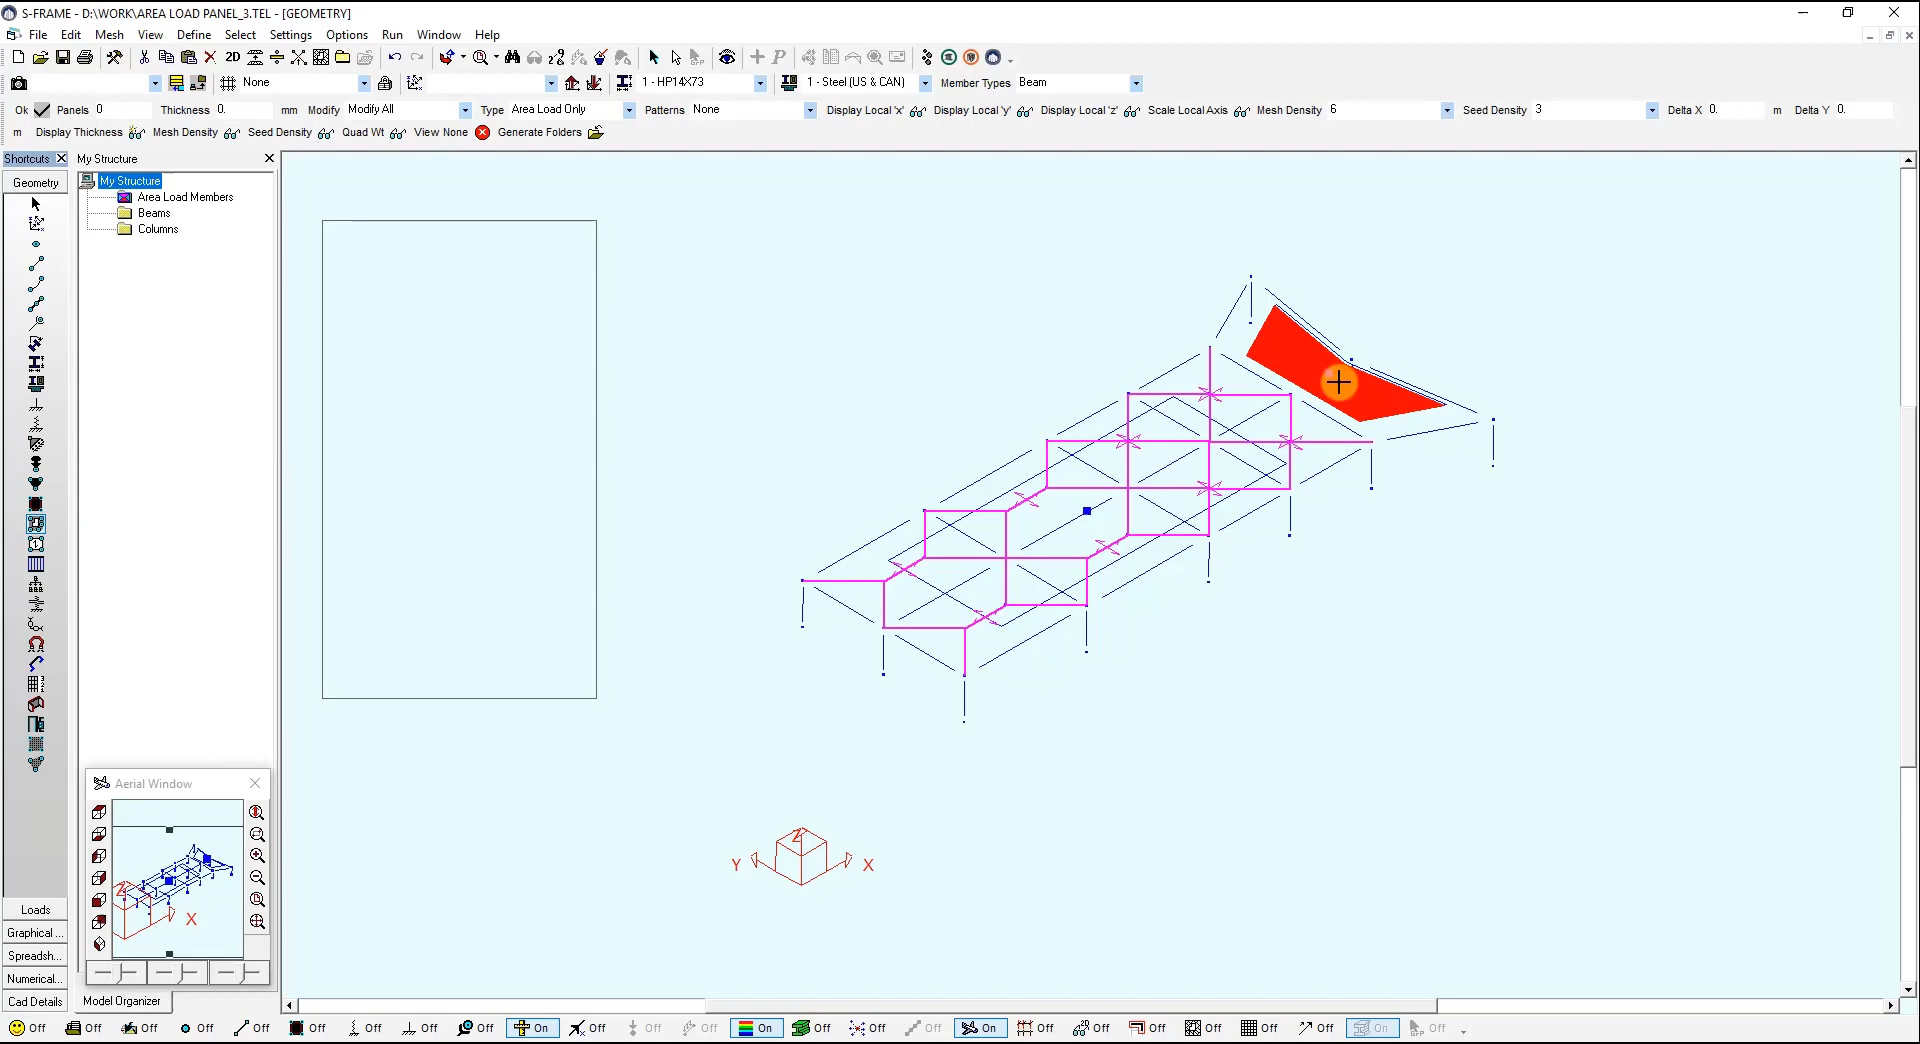 S-FRAME - D:\WORK\AREA LOAD PANEL_3.TEL - [GEOMETRY]
File Edit Mesh View Define Select Settings Options Run Window Help
2D
None 1 - HP14X73 1 - Steel (US & CAN) Member Types Beam
Ok Panels 0 Thickness 0. mm Modify Modify All Type Area Load Only Patterns None Display Local 'x' Display Local 'y' Display Local 'z' Scale Local Axis Mesh Density 6 Seed Density 3 Delta X 0. m Delta Y 0.
m Display Thickness Mesh Density Seed Density Quad Wt View None Generate Folders
Shortcuts My Structure
Geometry
My Structure
Area Load Members
Beams
Columns
Aerial Window
Z
X
Z
Y X
Loads
Graphical ...
Spreadsh...
Numerical...
Cad Details
Model Organizer
Off Off Off Off Off Off Off Off Off On Off Off Off On Off Off Off On Off Off Off Off Off Off On Off